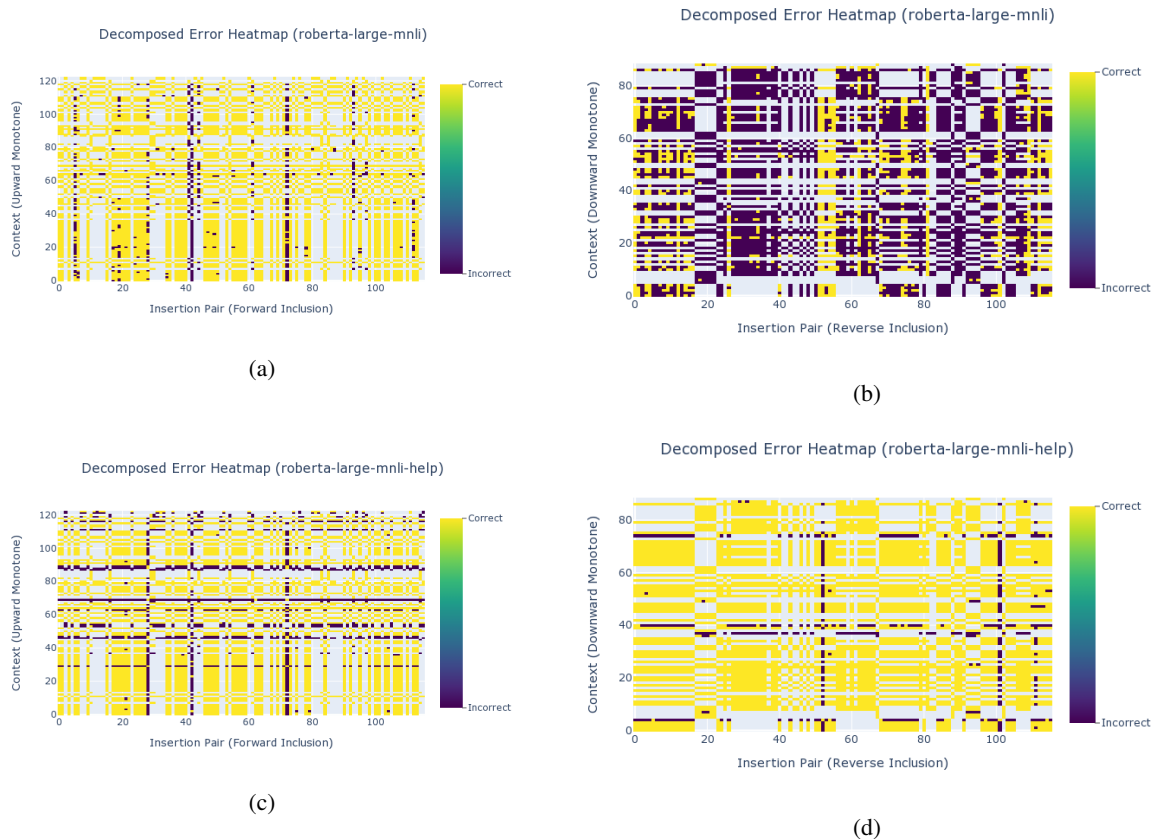 Decomposed Error Heatmap (roberta-large-mnli)
Context (Upward Monotone)
120
100
80
60
40
20
0
0 20 40 60 80 100
Insertion Pair (Forward Inclusion)
Correct
Incorrect
(a)
Decomposed Error Heatmap (roberta-large-mnli)
Context (Downward Monotone)
80
60
40
20
0
0 20 40 60 80 100
Insertion Pair (Reverse Inclusion)
Correct
Incorrect
(b)
Decomposed Error Heatmap (roberta-large-mnli-help)
Context (Upward Monotone)
120
100
80
60
40
20
0
0 20 40 60 80 100
Insertion Pair (Forward Inclusion)
Correct
Incorrect
(c)
Decomposed Error Heatmap (roberta-large-mnli-help)
Context (Downward Monotone)
80
60
40
20
0
0 20 40 60 80 100
Insertion Pair (Reverse Inclusion)
Correct
Incorrect
(d)